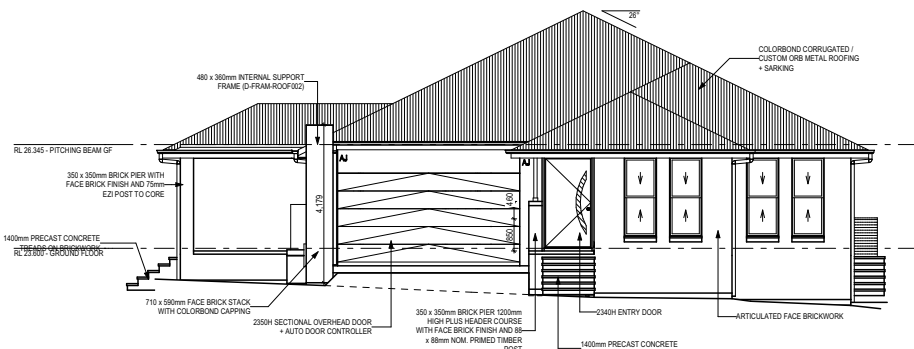 26°
COLORBOND CORRUGATED /
CUSTOM ORB METAL ROOFING
+ SARKING
480 x 360mm INTERNAL SUPPORT
FRAME (D-FRAM-ROOF002)
RL 26.345 - PITCHING BEAM GF
AJ
AJ
350 x 350mm BRICK PIER WITH
FACE BRICK FINISH AND 75mm
EZI POST TO CORE
4,179
460
850
1400mm PRECAST CONCRETE
TREADS ON BRICKWORK
RL 23.600 - GROUND FLOOR
710 x 590mm FACE BRICK STACK
WITH COLORBOND CAPPING
2350H SECTIONAL OVERHEAD DOOR
+ AUTO DOOR CONTROLLER
350 x 350mm BRICK PIER 1200mm
HIGH PLUS HEADER COURSE
WITH FACE BRICK FINISH AND 88
x 88mm NOM. PRIMED TIMBER
POST
2340H ENTRY DOOR
ARTICULATED FACE BRICKWORK
1400mm PRECAST CONCRETE